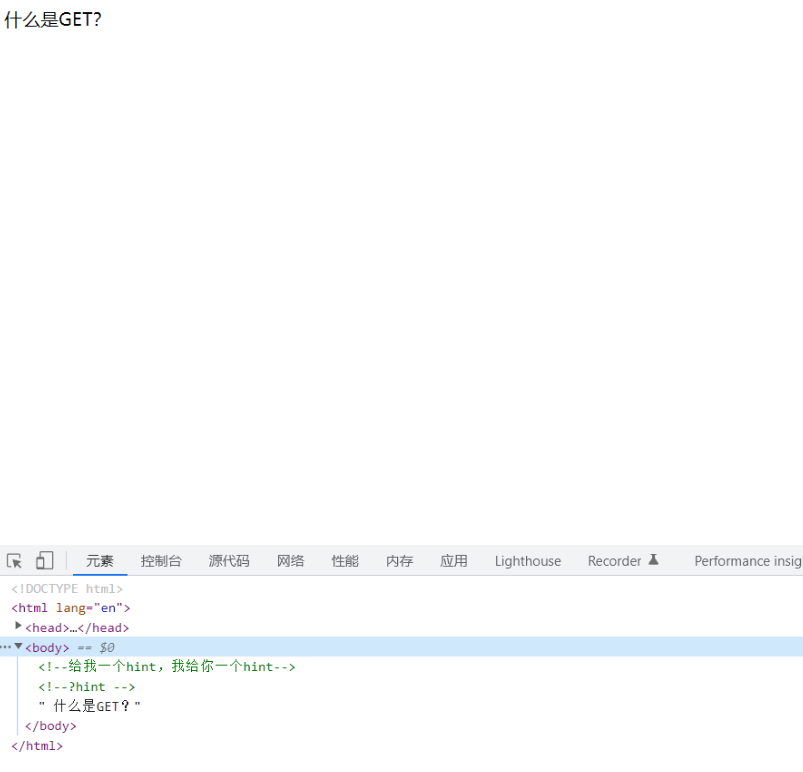 什么是GET?
元素 控制台 源代码 网络 性能 内存 应用 Lighthouse Recorder Performance insig
<!DOCTYPE html>
<html lang="en">
<head>…</head>
<body> == $0
<!--给我一个hint，我给你一个hint-->
<!--?hint -->
" 什么是GET？"
</body>
</html>